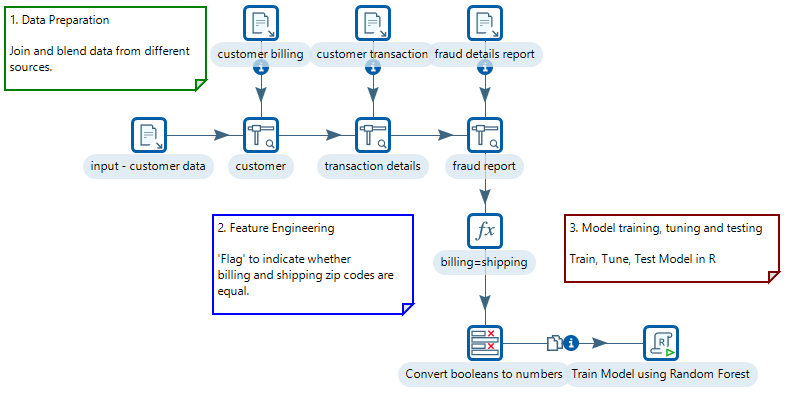 1. Data Preparation
Join and blend data from different
sources.
customer billing
customer transaction
fraud details report
input - customer data
customer
transaction details
fraud report
2. Feature Engineering
'Flag' to indicate whether
billing and shipping zip codes are
equal.
fx
billing=shipping
3. Model training, tuning and testing
Train, Tune, Test Model in R
R
Convert booleans to numbers
Train Model using Random Forest